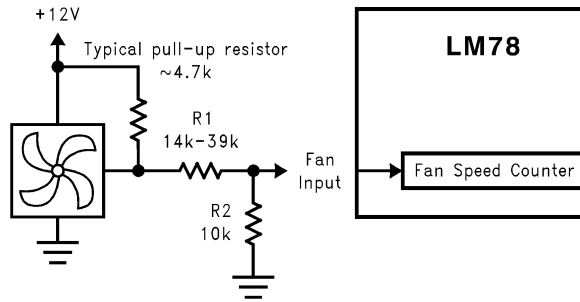 +12V
Typical pull-up resistor
~4.7k
LM78
R1
14k-39k
Fan
Input
Fan Speed Counter
R2
10k